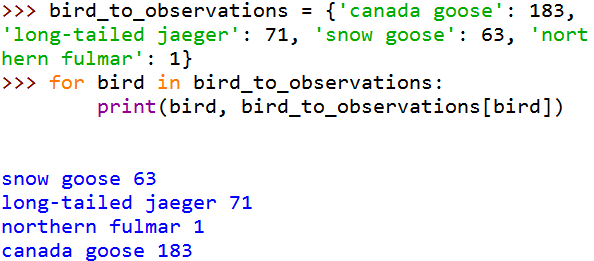 >>> bird_to_observations = {'canada goose': 183,
'long-tailed jaeger': 71, 'snow goose': 63, 'nort
hern fulmar': 1}
>>> for bird in bird_to_observations:
        print(bird, bird_to_observations[bird])
snow goose 63
long-tailed jaeger 71
northern fulmar 1
canada goose 183